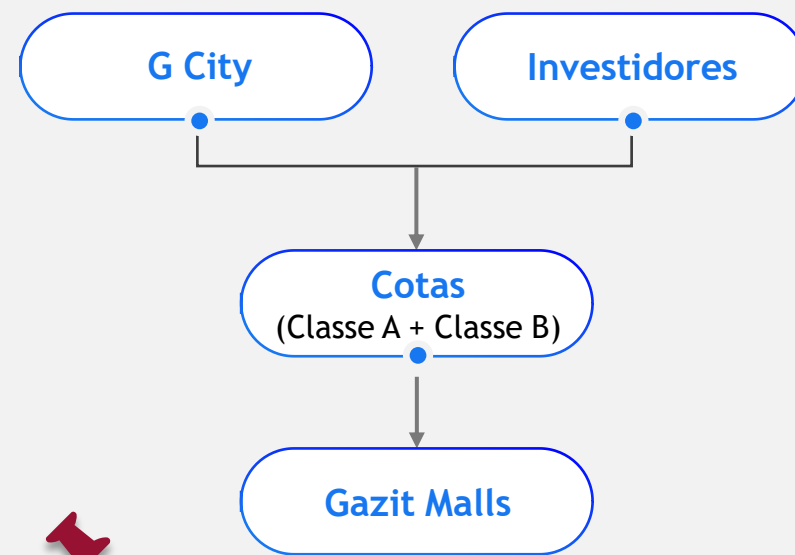 G City
Investidores
Cotas
(Classe A + Classe B)
Gazit Malls